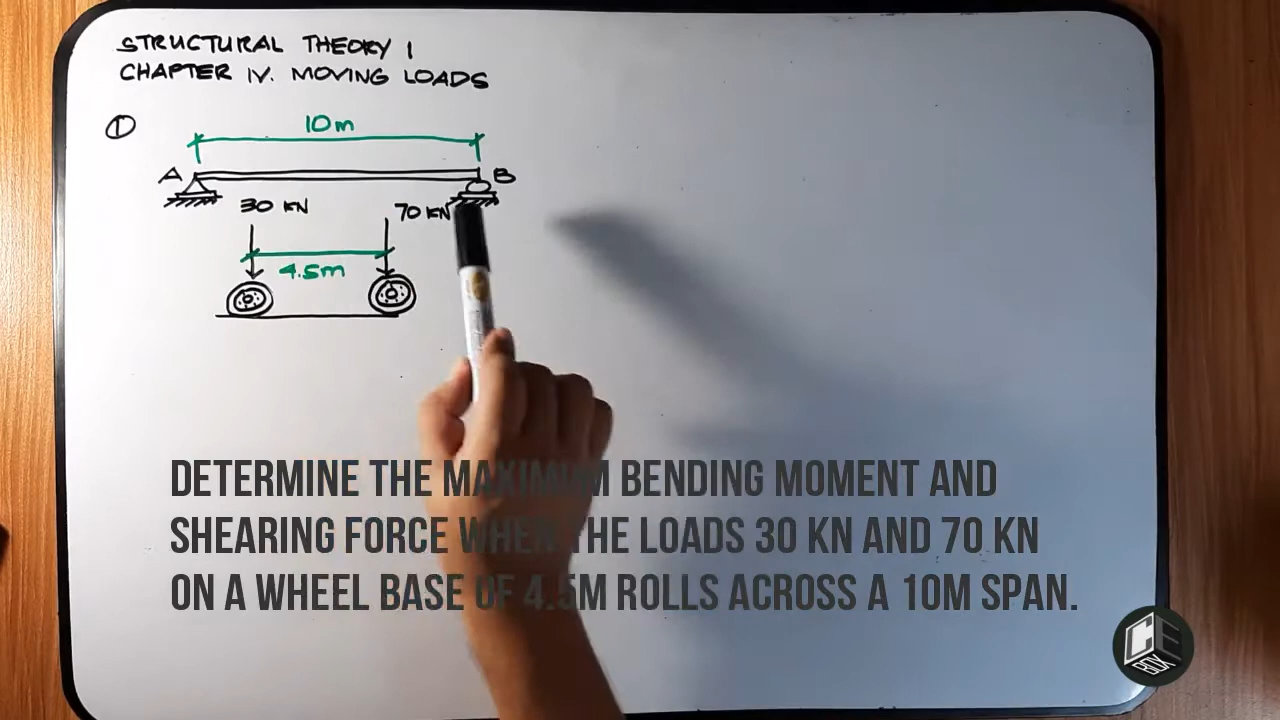 STRUCTURAL THEORY 1
CHAPTER IV. MOVING LOADS
1
10m
A B
30 KN 70 KN
4.5m
DETERMINE THE MAXIMUM BENDING MOMENT AND
SHEARING FORCE WHEN THE LOADS 30 KN AND 70 KN
ON A WHEEL BASE OF 4.5M ROLLS ACROSS A 10M SPAN.
CE
BOX